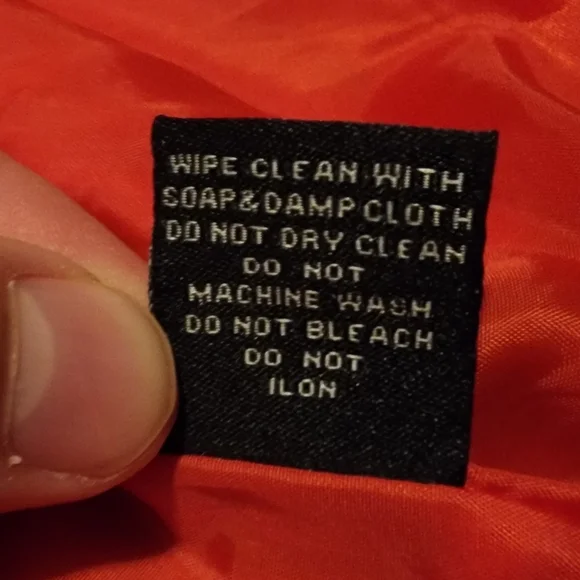 WIPE CLEAN WITH
SOAP&DAMP CLOTH
DO NOT DRY CLEAN
DO NOT
MACHINE WASH
DO NOT BLEACH
DO NOT
ILON